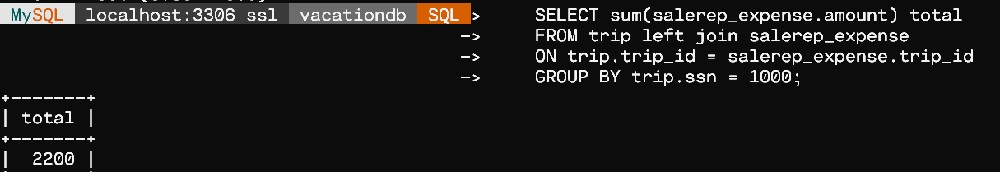 MySQL localhost:3306 ssl vacationdb SQL > SELECT sum(salerep_expense.amount) total
-> FROM trip left join salerep_expense
-> ON trip.trip_id = salerep_expense.trip_id
-> GROUP BY trip.ssn = 1000;
+-------+
| total |
+-------+
| 2200 |